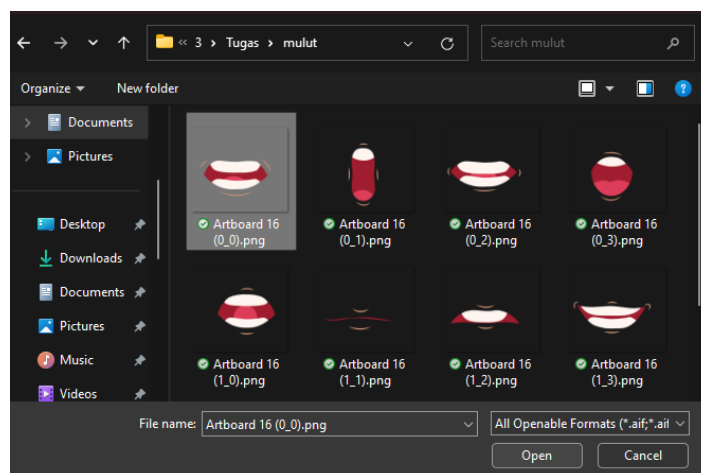 « 3 > Tugas > mulut
Search mulut
Organize
New folder
Documents
Pictures
Desktop
Downloads
Documents
Pictures
Music
Videos
Artboard 16
(0_0).png
Artboard 16
(0_1).png
Artboard 16
(0_2).png
Artboard 16
(0_3).png
Artboard 16
(1_0).png
Artboard 16
(1_1).png
Artboard 16
(1_2).png
Artboard 16
(1_3).png
File name: Artboard 16 (0_0).png
All Openable Formats (*.aif;*.aif
Open
Cancel